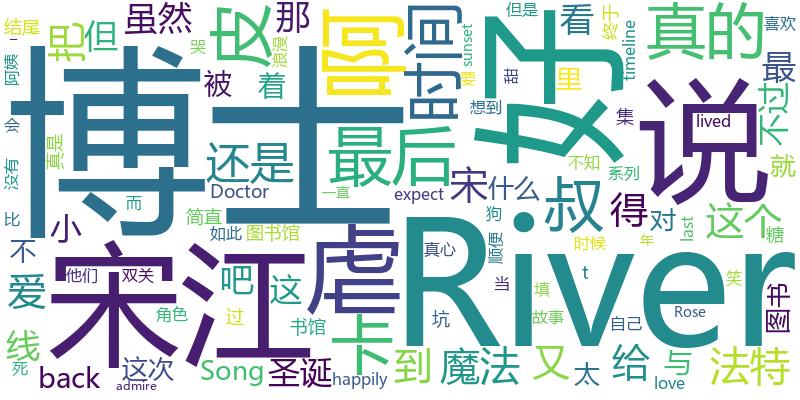 结尾
把
但
虽然
皮
那
啊
时间
sunset
但是
看
终于
timeline
真的
喜欢
阿姨
哭
浪漫
嘤
好
里
最
会
真是
博士
被
着
甜
想到
集
说
lived
不过
没有
还是
最后
宋
什么
不知
系列
就
比
而
Doctor
一直
expect
叔
得
对
这个
last
糖
不
小
简直
如此
图书馆
虐
River
狗
顺便
时候
年
爱
他们
双关
宋江
吧
这
真心
当
t
笑
图书
线
角色
过
书馆
卡
坑
填
故事
自己
Rose
死
back
这次
admire
Song
圣诞
happily
到
魔法
又
太
给
love
与
法特